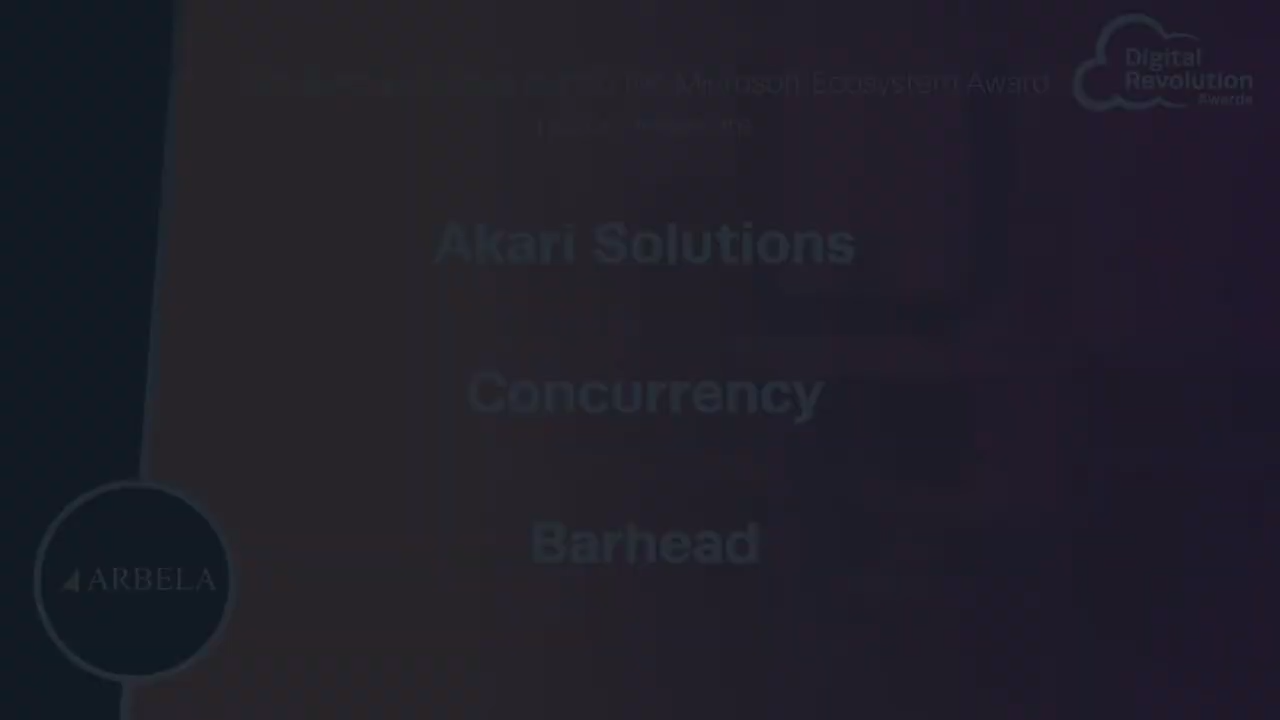 Microsoft Ecosystem Award
Digital
Revolution
Awards
Akari Solutions
Concurrency
Barhead
ARBELA